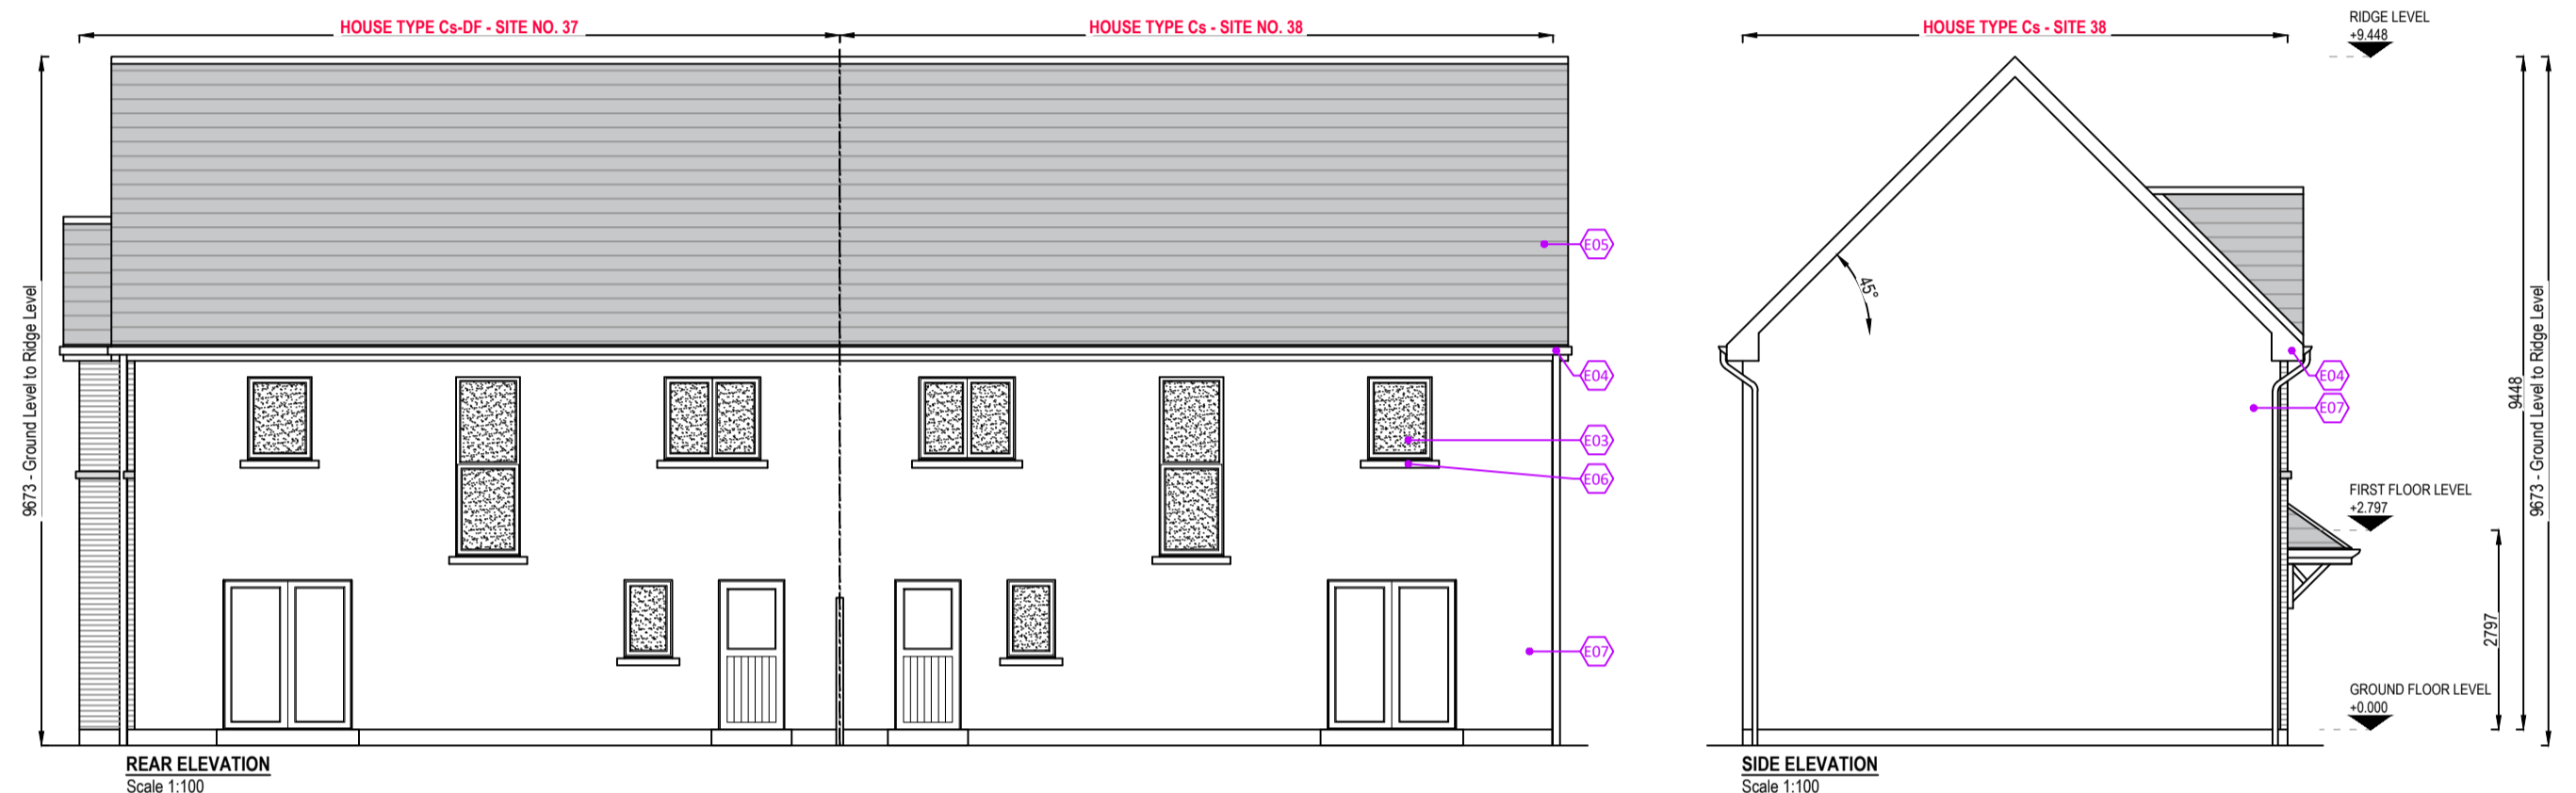 HOUSE TYPE Cs-DF - SITE NO. 37
HOUSE TYPE Cs - SITE NO. 38
9673 - Ground Level to Ridge Level
E05
E04
E03
E06
E07
REAR ELEVATION
Scale 1:100
HOUSE TYPE Cs - SITE 38
45°
E04
E07
SIDE ELEVATION
Scale 1:100
RIDGE LEVEL
+9.448
FIRST FLOOR LEVEL
+2.797
GROUND FLOOR LEVEL
+0.000
2797
9448
9673 - Ground Level to Ridge Level